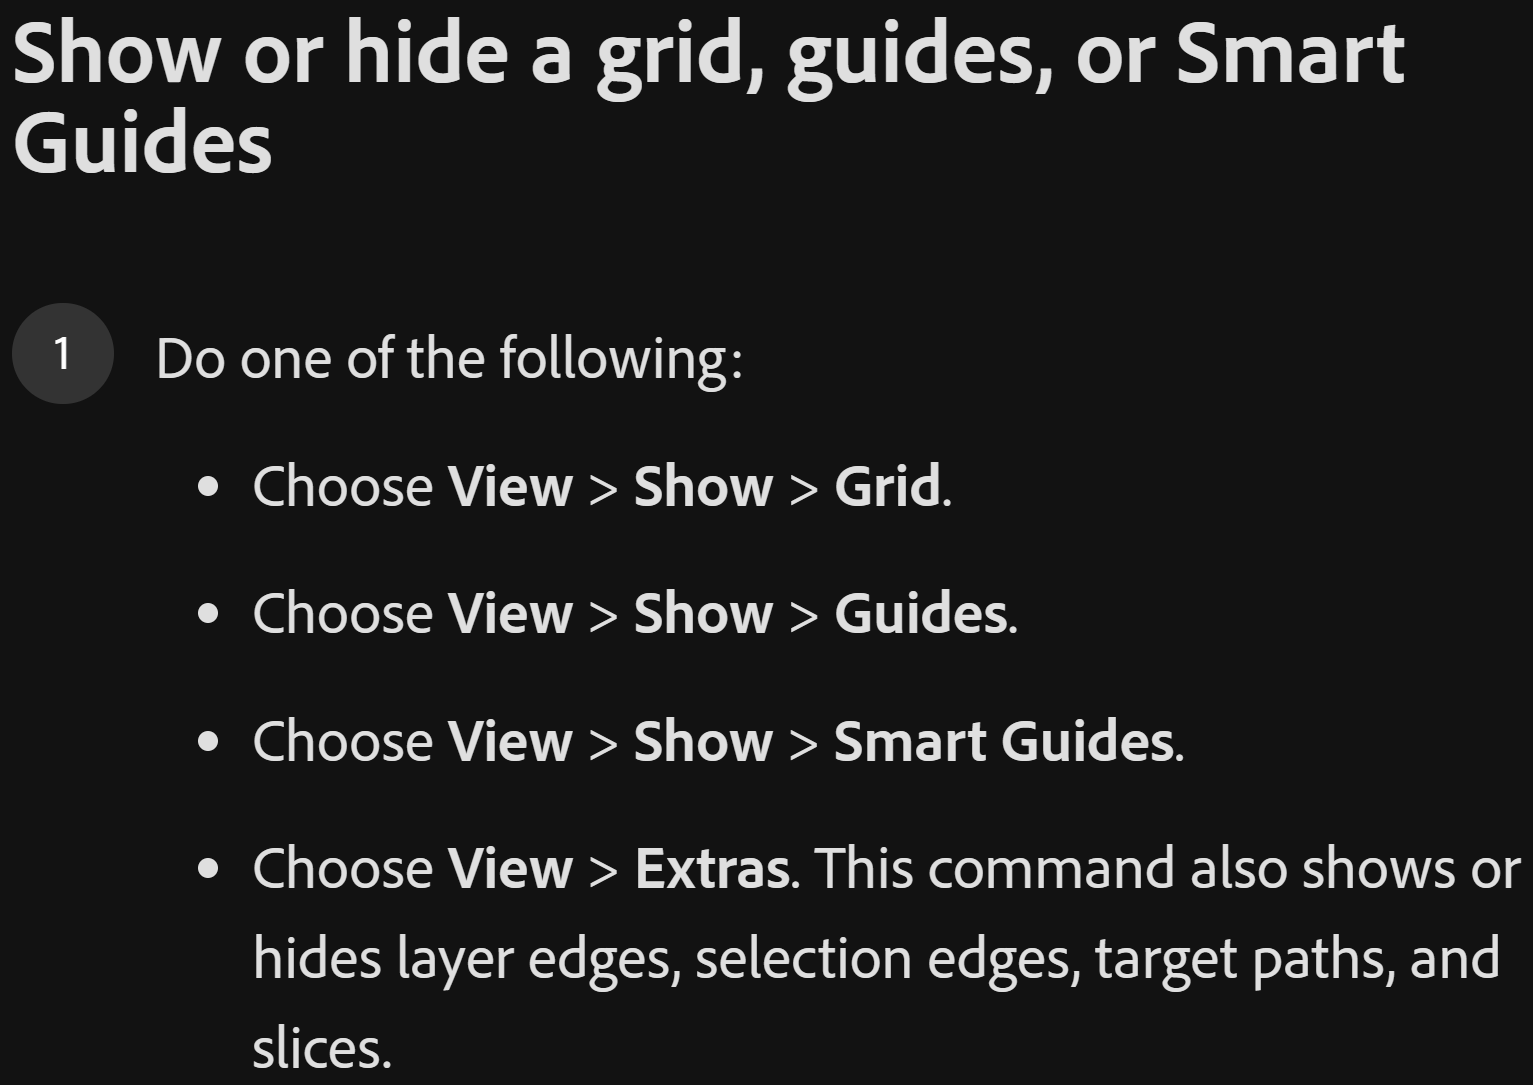 Show or hide a grid, guides, or Smart
Guides
1
Do one of the following:
• Choose View > Show > Grid.
• Choose View > Show > Guides.
• Choose View > Show > Smart Guides.
• Choose View > Extras. This command also shows or
hides layer edges, selection edges, target paths, and
slices.